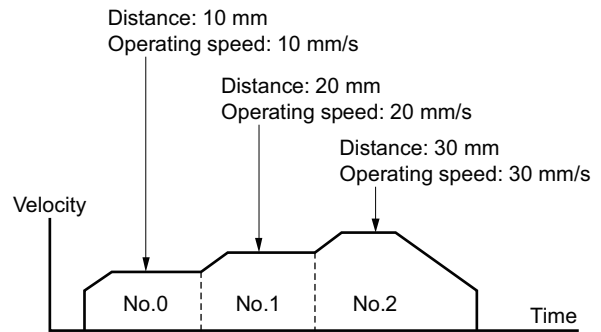 Distance: 10 mm
Operating speed: 10 mm/s
Distance: 20 mm
Operating speed: 20 mm/s
Distance: 30 mm
Operating speed: 30 mm/s
Velocity
No.0
No.1
No.2
Time